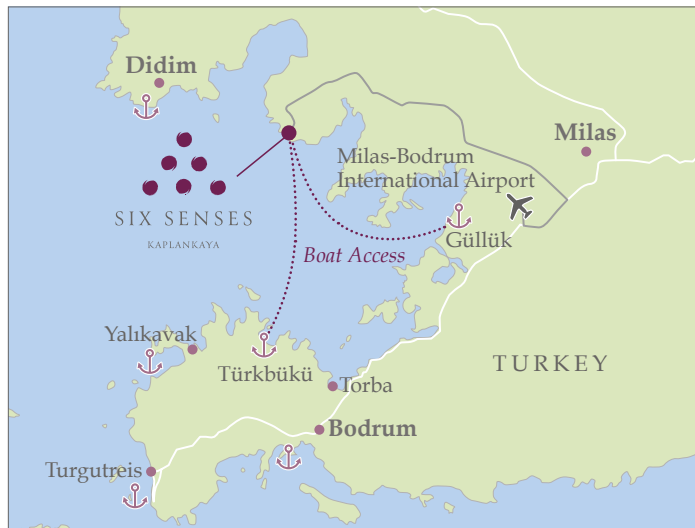 Didim
Milas
Milas-Bodrum
International Airport
SIX SENSES
KAPLANKAYA
Güllük
Boat Access
Yalıkavak
Türkbükü
TURKEY
Torba
Bodrum
Turgutreis